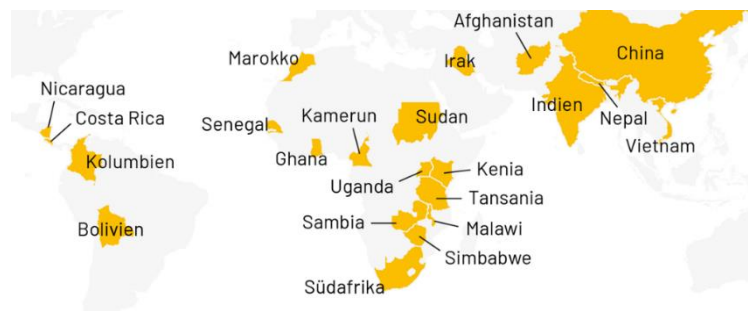 Afghanistan
China
Marokko
Irak
Nicaragua
Costa Rica
Senegal
Kamerun
Sudan
Indien
Nepal
Vietnam
Kolumbien
Ghana
Uganda
Kenia
Tansania
Bolivien
Sambia
Malawi
Simbabwe
Südafrika